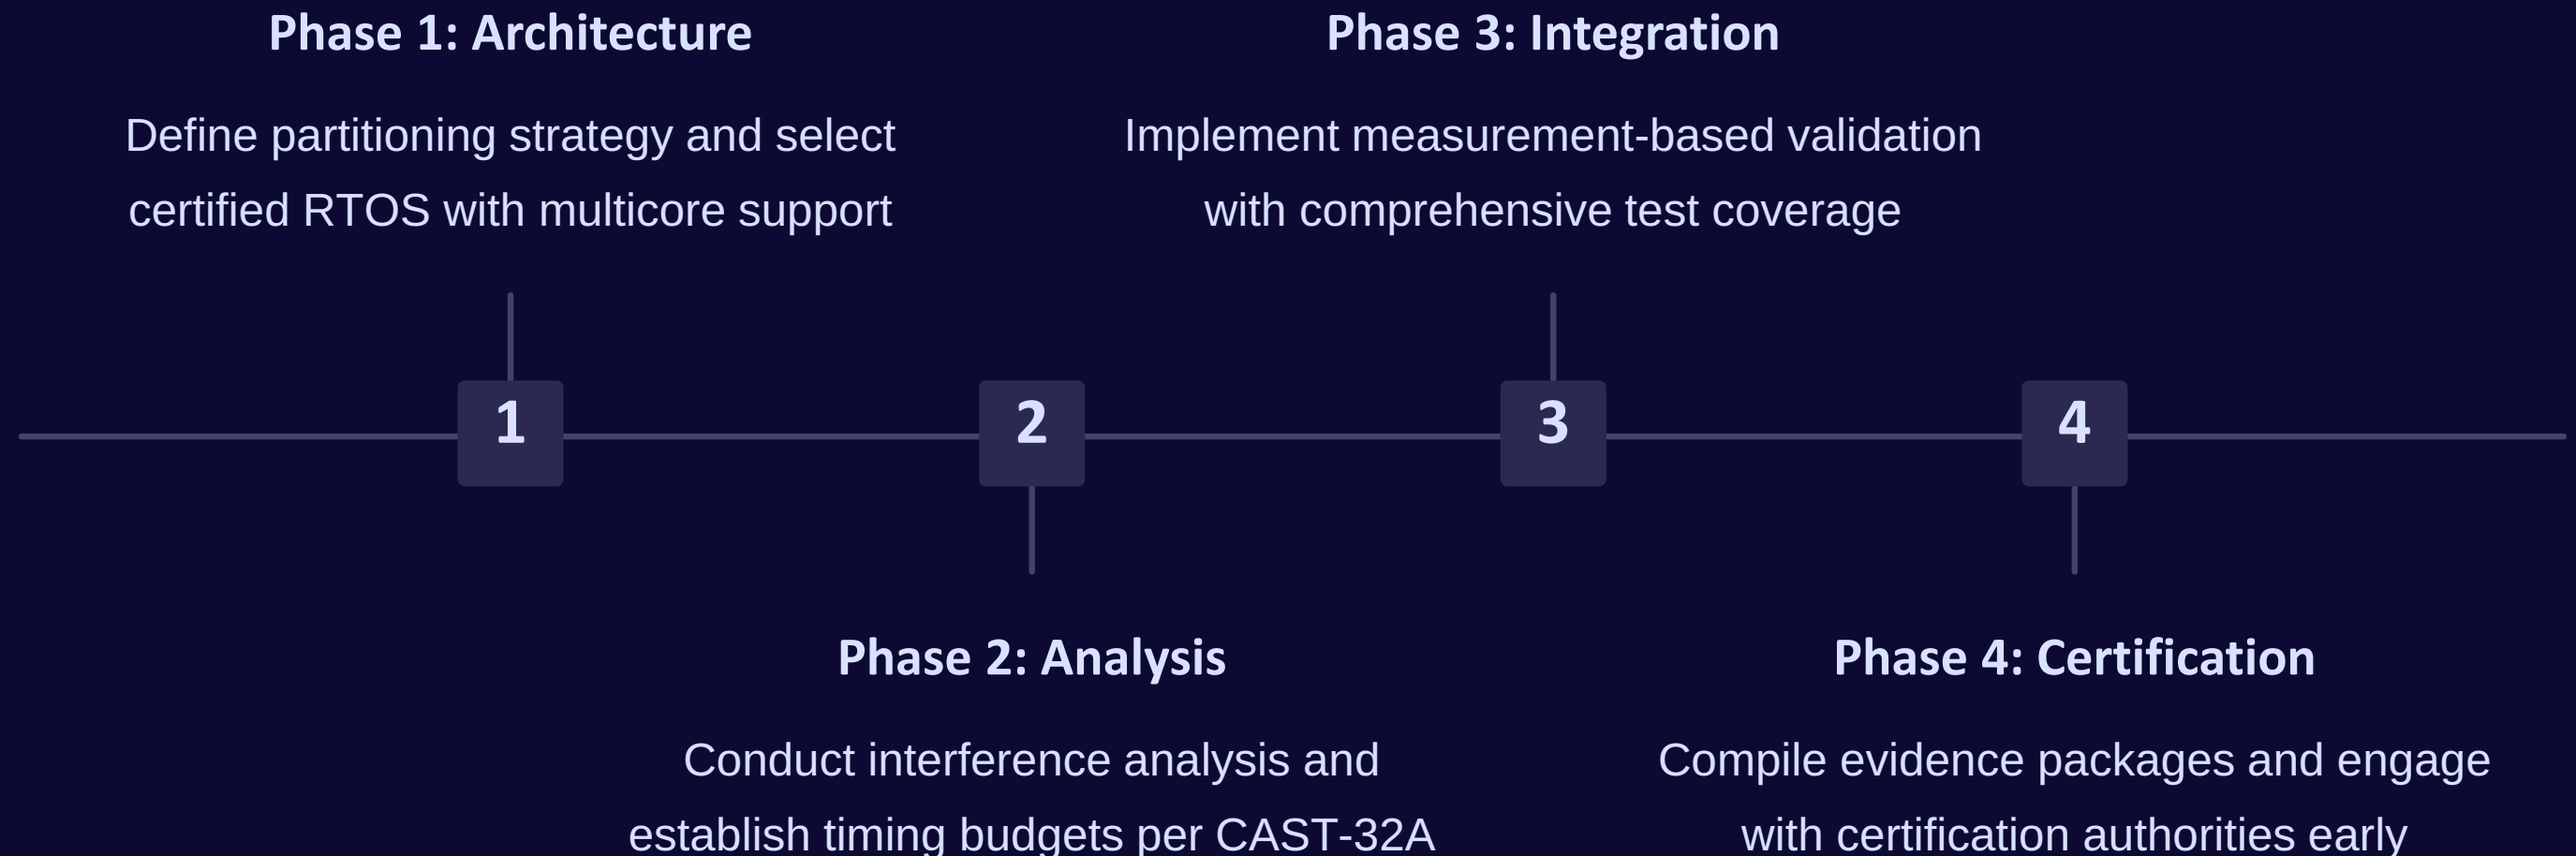 Phase 1: Architecture
Define partitioning strategy and select
certified RTOS with multicore support
Phase 3: Integration
Implement measurement-based validation
with comprehensive test coverage
1
2
3
4
Phase 2: Analysis
Conduct interference analysis and
establish timing budgets per CAST-32A
Phase 4: Certification
Compile evidence packages and engage
with certification authorities early